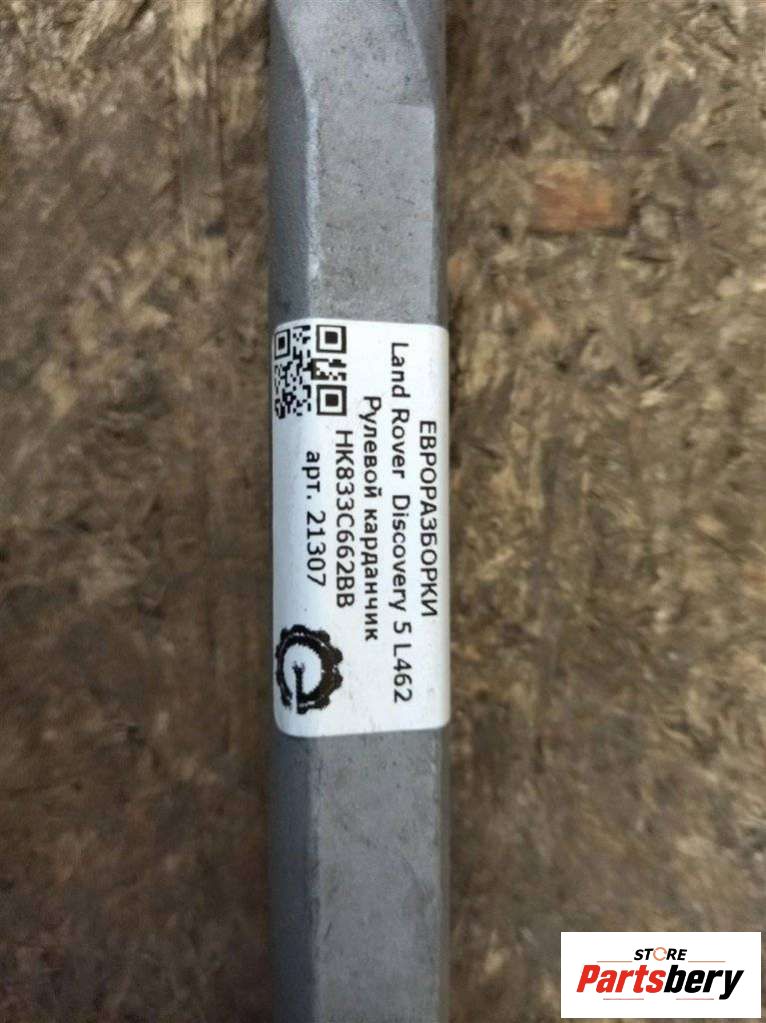 ЕВРОРАЗБОРКИ
Land Rover Discovery 5 L462
Рулевой карданчик
HK833C662BB
арт. 21307
STORE
Partsbery